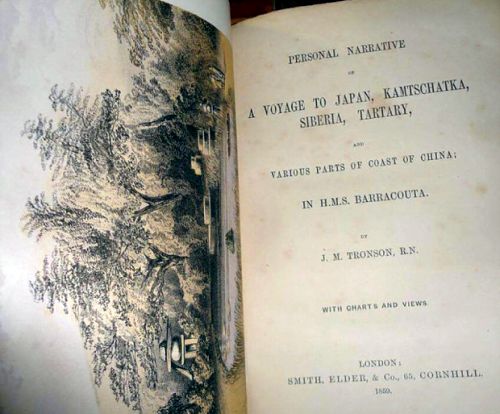 PERSONAL NARRATIVE
OF
A VOYAGE TO JAPAN, KAMTSCHATKA,
SIBERIA, TARTARY,
AND
VARIOUS PARTS OF COAST OF CHINA;
IN H.M.S. BARRACOUTA.
BY
J. M. TRONSON, R.N.
WITH CHARTS AND VIEWS
LONDON:
SMITH, ELDER, & Co., 65, CORNHILL.
1859.